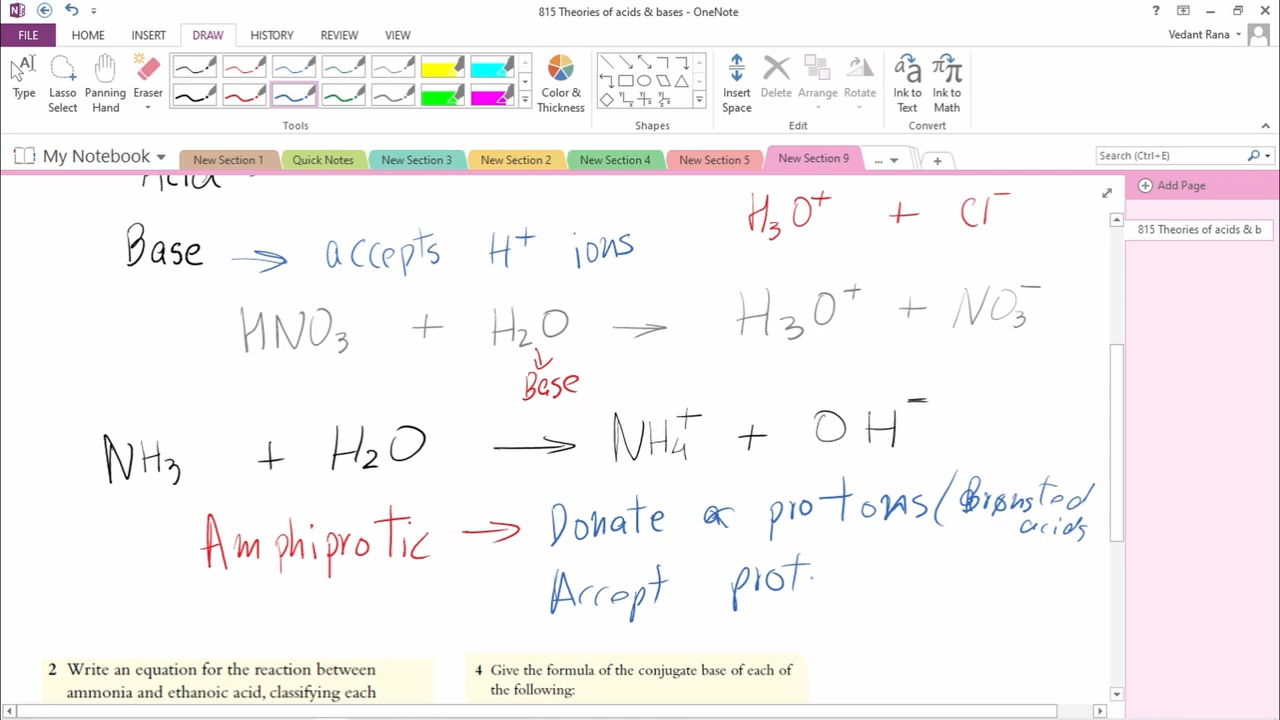 815 Theories of acids & bases - OneNote
?
FILE HOME INSERT DRAW HISTORY REVIEW VIEW
Vedant Rana
Type
Lasso Select
Panning Hand
Eraser
Color & Thickness
Insert Space
Delete
Arrange
Rotate
Ink to Text
Ink to Math
Tools
Shapes
Edit
Convert
My Notebook
New Section 1 Quick Notes New Section 3 New Section 2 New Section 4 New Section 5 New Section 9 ... +
Search (Ctrl+E)
Add Page
815 Theories of acids & b
Acid
H₃O⁺ + Cl⁻
Base → accepts H⁺ ions
HNO₃ + H₂O → H₃O⁺ + NO₃⁻
↓
Base
NH₃ + H₂O → NH₄⁺ + OH⁻
Amphiprotic → Donate protons (Brønsted
acids
Accept prot
2 Write an equation for the reaction between
ammonia and ethanoic acid, classifying each
4 Give the formula of the conjugate base of each of
the following: